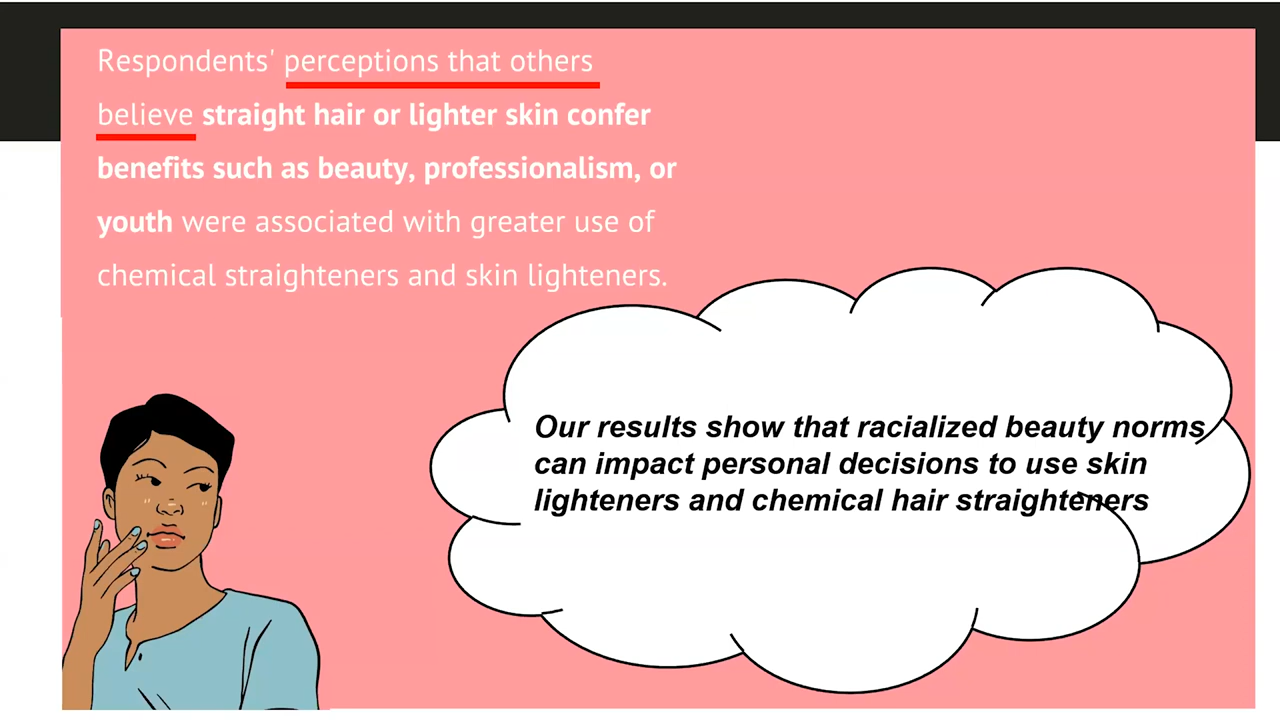 Respondents' perceptions that others
believe straight hair or lighter skin confer
benefits such as beauty, professionalism, or
youth were associated with greater use of
chemical straighteners and skin lighteners.
Our results show that racialized beauty norms
can impact personal decisions to use skin
lighteners and chemical hair straighteners